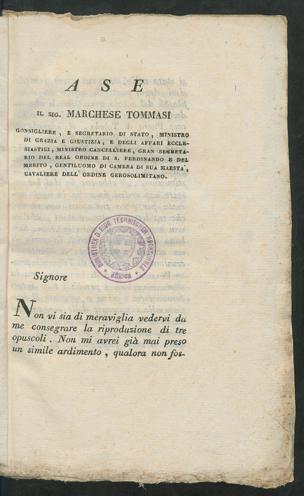 A S E
IL SIG. MARCHESE TOMMASI
CONSIGLIERE, E SECRETARIO DI STATO, MINISTRO
DI GRAZIA E GIUSTIZIA, E DEGLI AFFARI ECCLE-
SIASTICI, MINISTRO CANCELLIERE, GRAN SECRETA-
RIO DEL REAL ORDINE DI S. FERDINANDO E DEL
MERITO, GENTILUOMO DI CAMERA DI SUA MAESTA',
CAVALIERE DELL' ORDINE GEROSOLIMITANO.
Signore
Non vi sia di meraviglia vedervi da
me consegrare la riproduzione di tre
opuscoli. Non mi avrei già mai preso
un simile ardimento, qualora non fos-